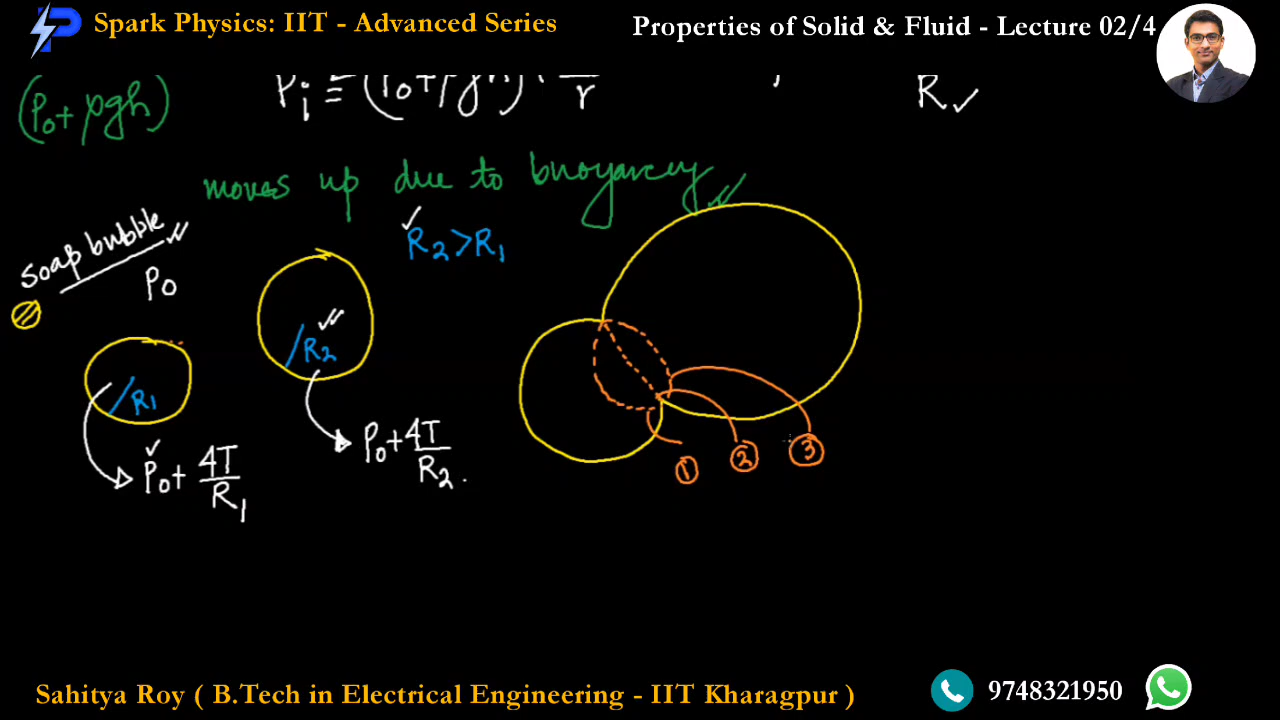 Spark Physics: IIT - Advanced Series
Properties of Solid & Fluid - Lecture 02/4
(P₀+ ρgh)
R ✓
moves up due to buoyancy
Soap bubble
P₀
R₂ > R₁
R₂
R₁
P₀ + 4T/R₁
P₀ + 4T/R₂.
① ② ③
Sahitya Roy ( B.Tech in Electrical Engineering - IIT Kharagpur )
9748321950